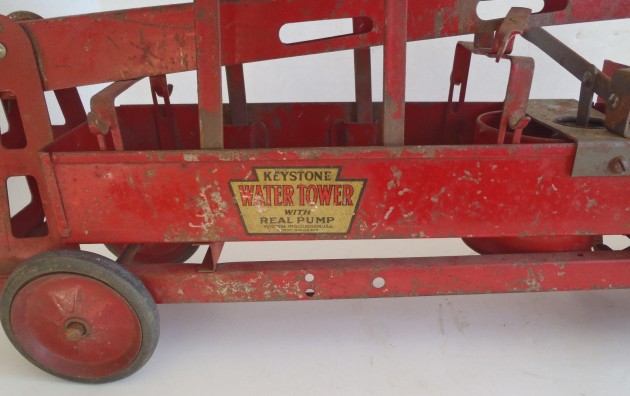 KEYSTONE
WATER TOWER
WITH
REAL PUMP